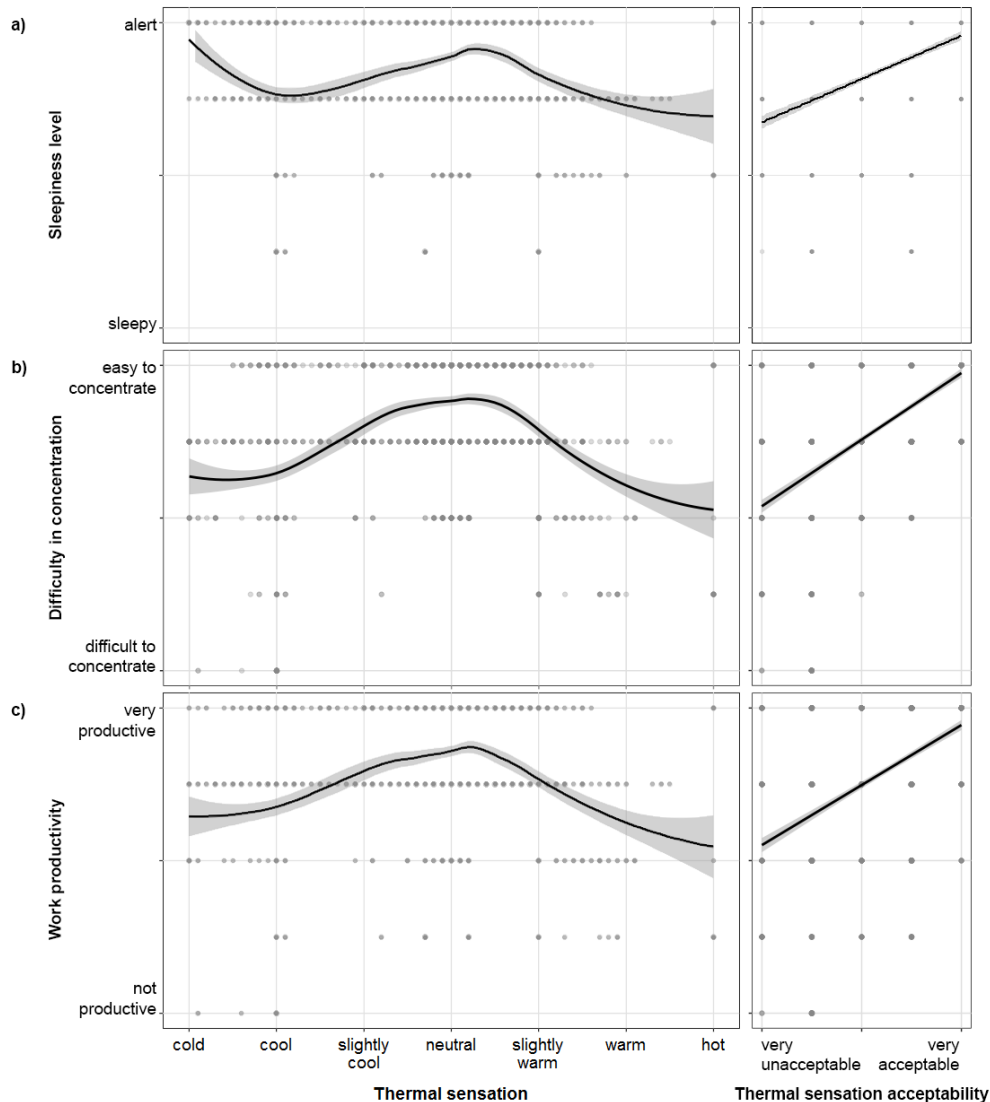 a)
alert
sleepy
Sleepiness level
b)
easy to
concentrate
difficult to
concentrate
Difficulty in concentration
c)
very
productive
not
productive
Work productivity
cold
cool
slightly
cool
neutral
slightly
warm
warm
hot
Thermal sensation
very
unacceptable
very
acceptable
Thermal sensation acceptability